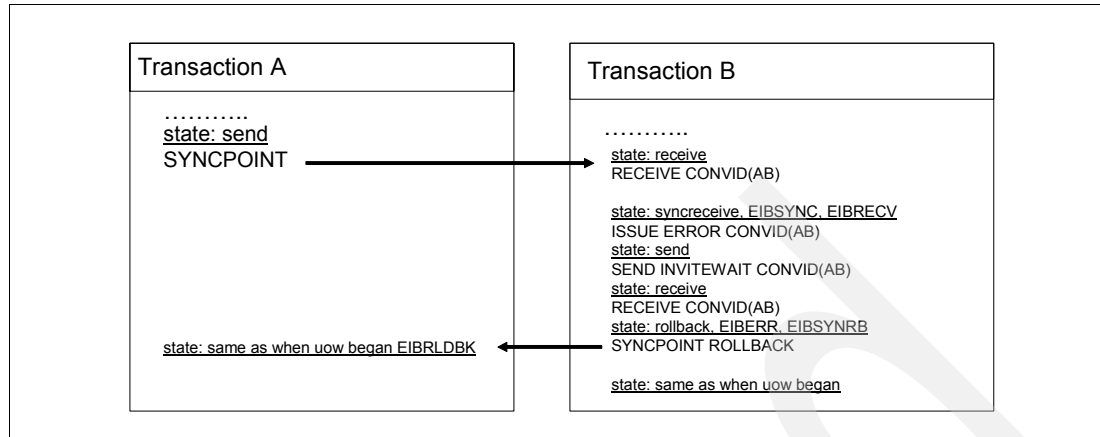 Transaction A
………..
state: send
SYNCPOINT
state: same as when uow began EIBRLDBK
Transaction B
………..
state: receive
RECEIVE CONVID(AB)
state: syncreceive, EIBSYNC, EIBRECV
ISSUE ERROR CONVID(AB)
state: send
SEND INVITEWAIT CONVID(AB)
state: receive
RECEIVE CONVID(AB)
state: rollback, EIBERR, EIBSYNRB
SYNCPOINT ROLLBACK
state: same as when uow began